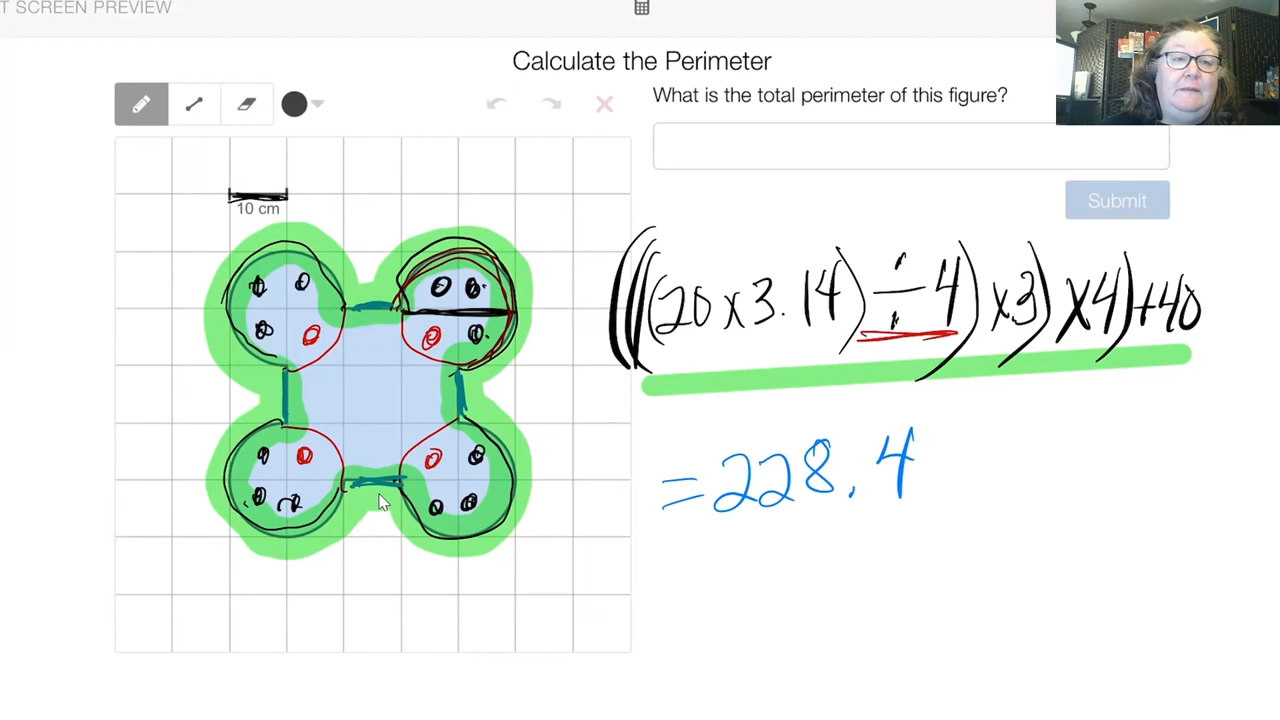 T SCREEN PREVIEW
Calculate the Perimeter
What is the total perimeter of this figure?
10 cm
Submit
((((20 x 3.14) ÷ 4) x 3) x 4) + 40
= 228.4